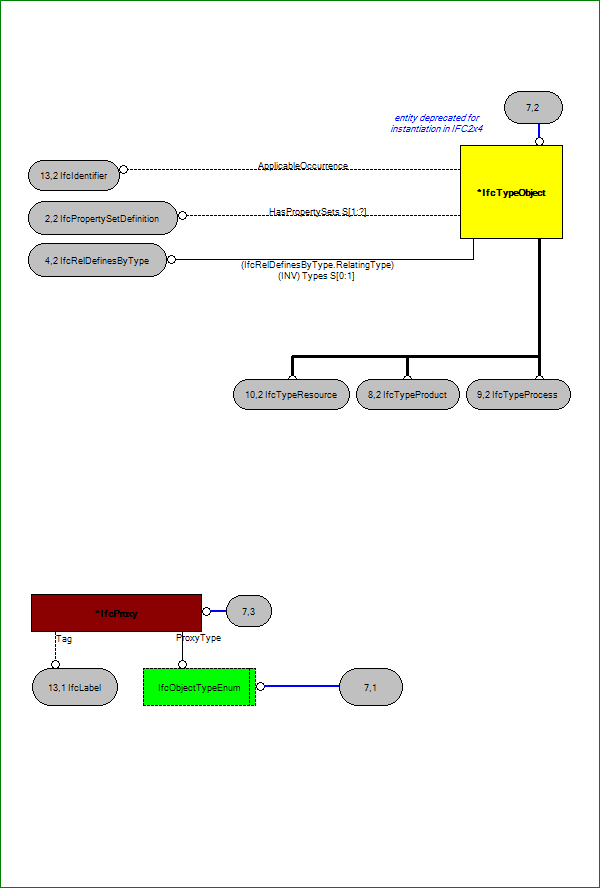 7,2
entity deprecated for
instantiation in IFC2x4
ApplicableOccurrence
13,2 IfcIdentifier
*IfcTypeObject
HasPropertySets S[1:?]
2,2 IfcPropertySetDefinition
4,2 IfcRelDefinesByType
(IfcRelDefinesByType.RelatingType)
(INV) Types S[0:1]
10,2 IfcTypeResource
8,2 IfcTypeProduct
9,2 IfcTypeProcess
*IfcProxy
7,3
Tag
ProxyType
13,1 IfcLabel
IfcObjectTypeEnum
7,1